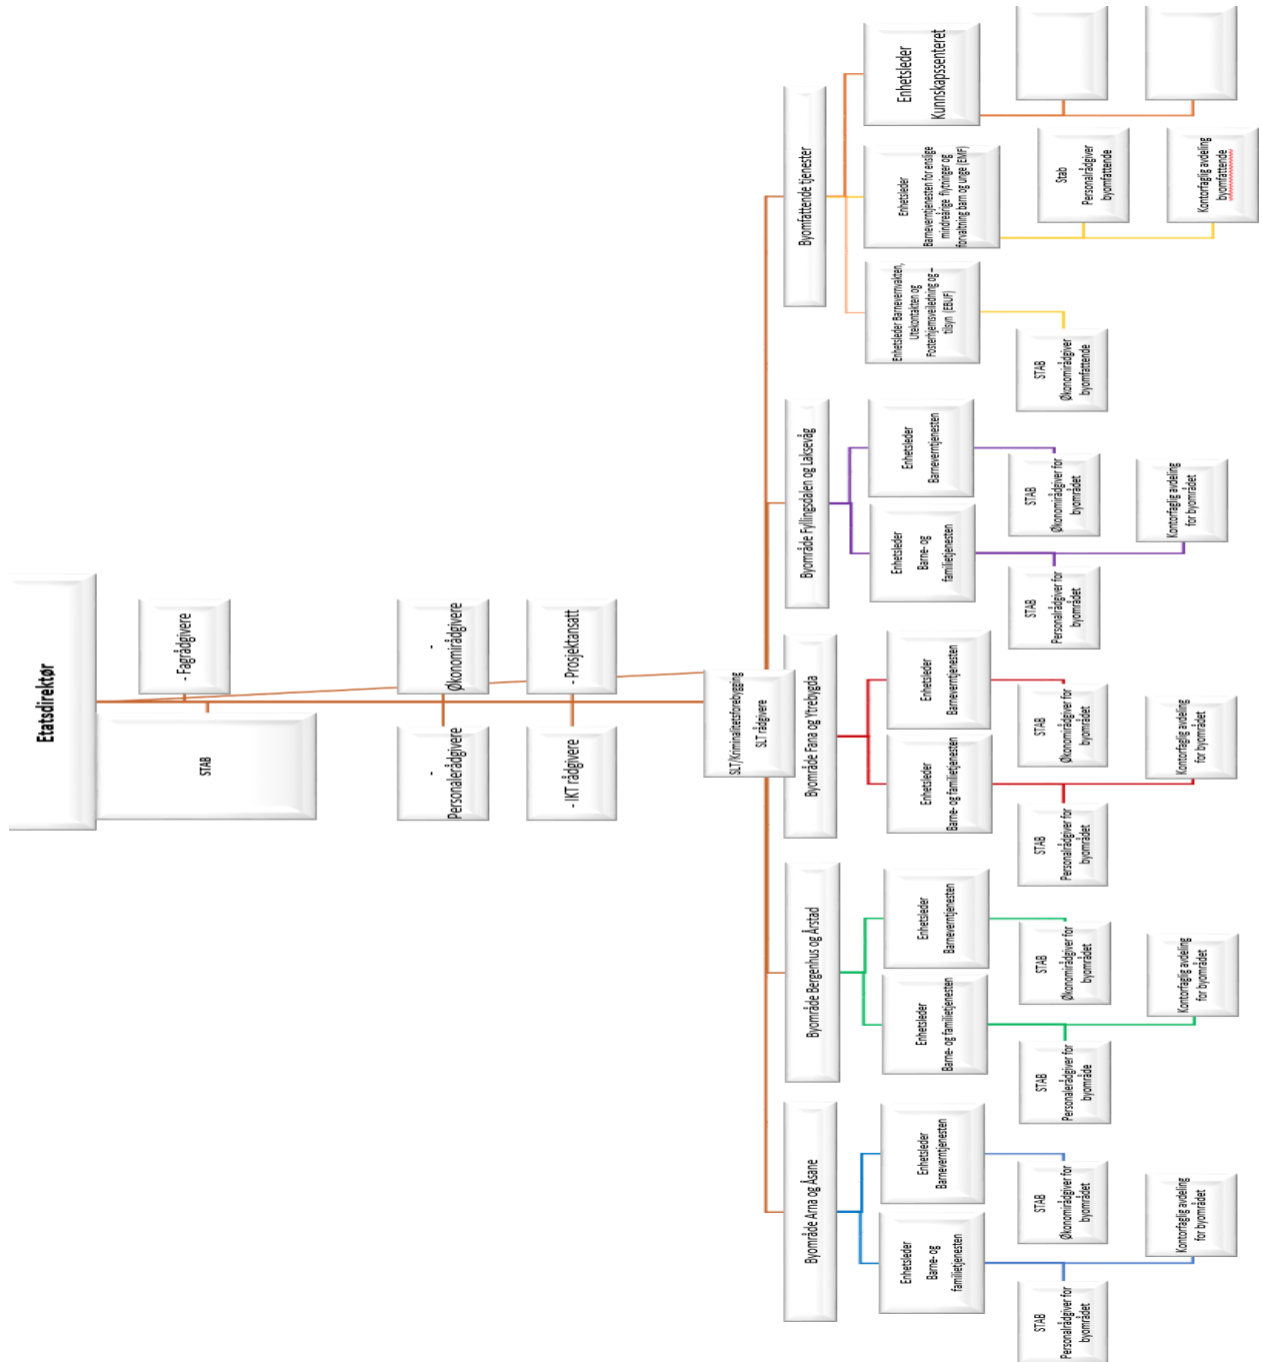 Etatsdirektør
STAB
- Fagrådgivere
-
Personalerådgivere
-
Økonomirådgivere
- IKT rådgivere
- Prosjektansatt
SLT/Kriminalitetsforebygging
SLT rådgivere
Byområde Arna og Åsane
Enhetsleder
Barne- og
familietjenesten
STAB
Personalrådgiver for
byområdet
Kontorfaglig avdeling
for byområdet
Enhetsleder
Barneverntjenesten
STAB
Økonomirådgiver for
byområdet
Byområde Bergenhus og Årstad
Enhetsleder
Barne- og familietjenesten
STAB
Personalerådgiver for
byområde
Kontorfaglig avdeling
for byområdet
Enhetsleder
Barneverntjenesten
STAB
Økonomirådgiver for
byområdet
Byområde Fana og Ytrebygda
Enhetsleder
Barne- og familietjenesten
STAB
Personalrådgiver for
byområdet
Kontorfaglig avdeling
for byområdet
Enhetsleder
Barneverntjenesten
STAB
Økonomirådgiver for
byområdet
Byområde Fyllingsdalen og Laksevåg
Enhetsleder
Barne- og
familietjenesten
STAB
Personalrådgiver for
byområdet
Kontorfaglig avdeling
for byområdet
Enhetsleder
Barneverntjenesten
STAB
Økonomirådgiver for
byområdet
Byomfattende tjenester
Enhetsleder Barnevernvakten,
Utekontakten og
Fosterhjemsveiledning og –
tilsyn (EBUF)
STAB
Økonomirådgiver
byomfattende
Enhetsleder
Barneverntjenesten for enslige
mindreårige flytninger og
forvaltning barn og unge (EMF)
Stab
Personalrådgiver
byomfattende
Kontorfaglig avdeling
byomfattende
Enhetsleder
Kunnskapssenteret